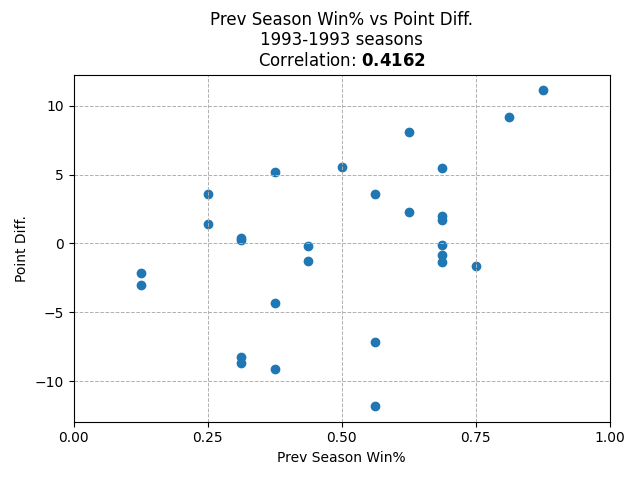 Prev Season Win% vs Point Diff.
1993-1993 seasons
Correlation: 0.4162
10
5
0
−5
−10
Point Diff.
0.00 0.25 0.50 0.75 1.00
Prev Season Win%